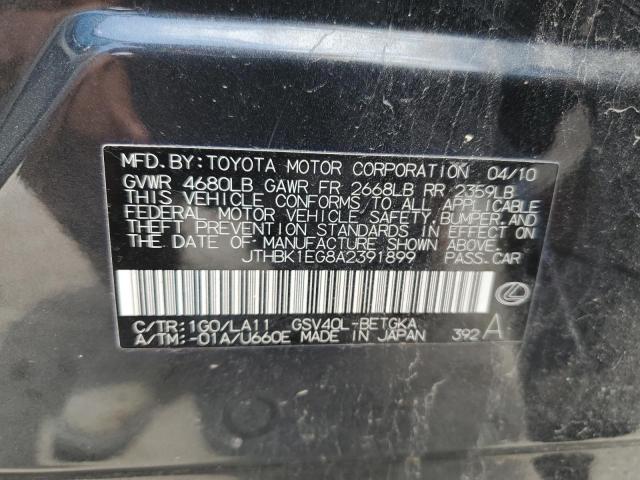 MFD. BY: TOYOTA MOTOR CORPORATION 04/10
GVWR 4680LB GAWR FR 2668LB RR 2359LB
THIS VEHICLE CONFORMS TO ALL APPLICABLE
FEDERAL MOTOR VEHICLE SAFETY, BUMPER, AND
THEFT PREVENTION STANDARDS IN EFFECT ON
THE DATE OF MANUFACTURE SHOWN ABOVE.
JTHBK1EG8A2391899 PASS. CAR
C/TR: 1G0/LA11 GSV40L-BETGKA
A/TM: -01A/U660E MADE IN JAPAN 392 A